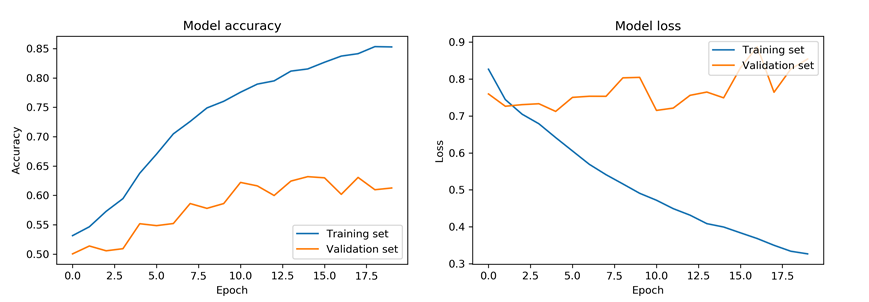 Model accuracy
0.85
0.80
0.75
0.70
0.65
0.60
0.55
0.50
Accuracy
Training set
Validation set
0.0 2.5 5.0 7.5 10.0 12.5 15.0 17.5
Epoch
Model loss
0.9
0.8
0.7
0.6
0.5
0.4
0.3
Loss
Training set
Validation set
0.0 2.5 5.0 7.5 10.0 12.5 15.0 17.5
Epoch